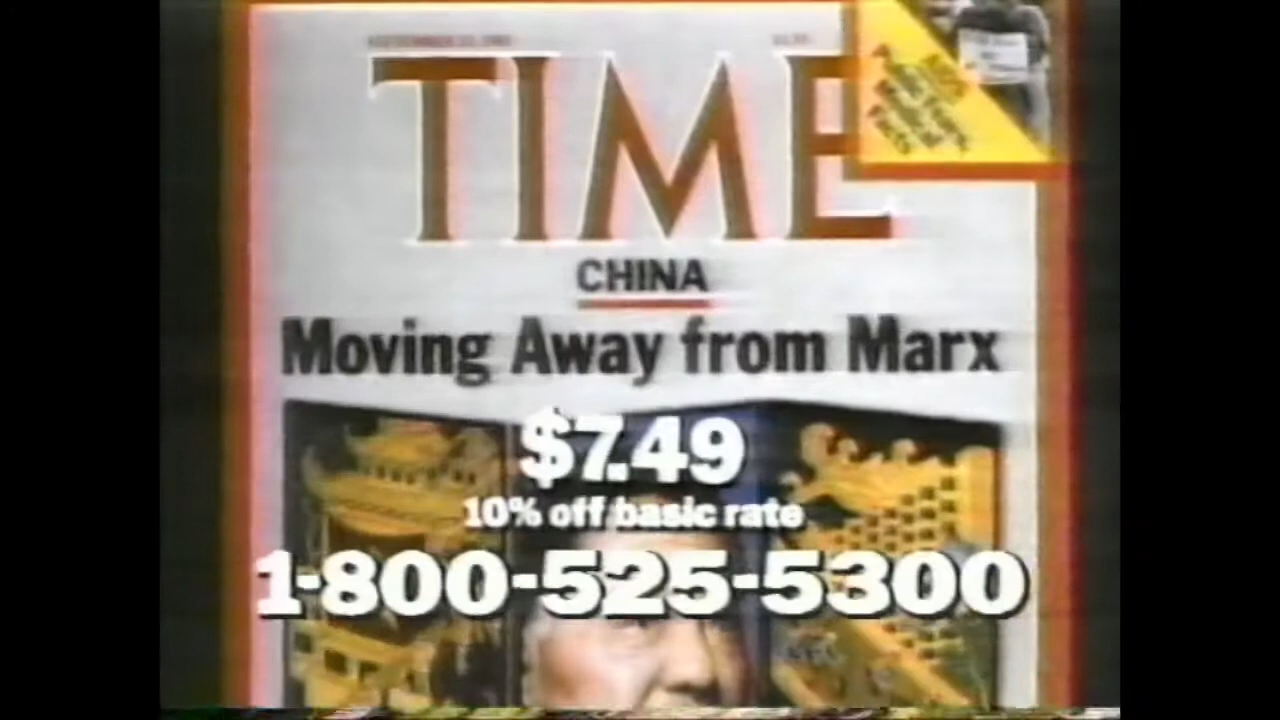 TIME
CHINA
Moving Away from Marx
$7.49
10% off basic rate
1-800-525-5300